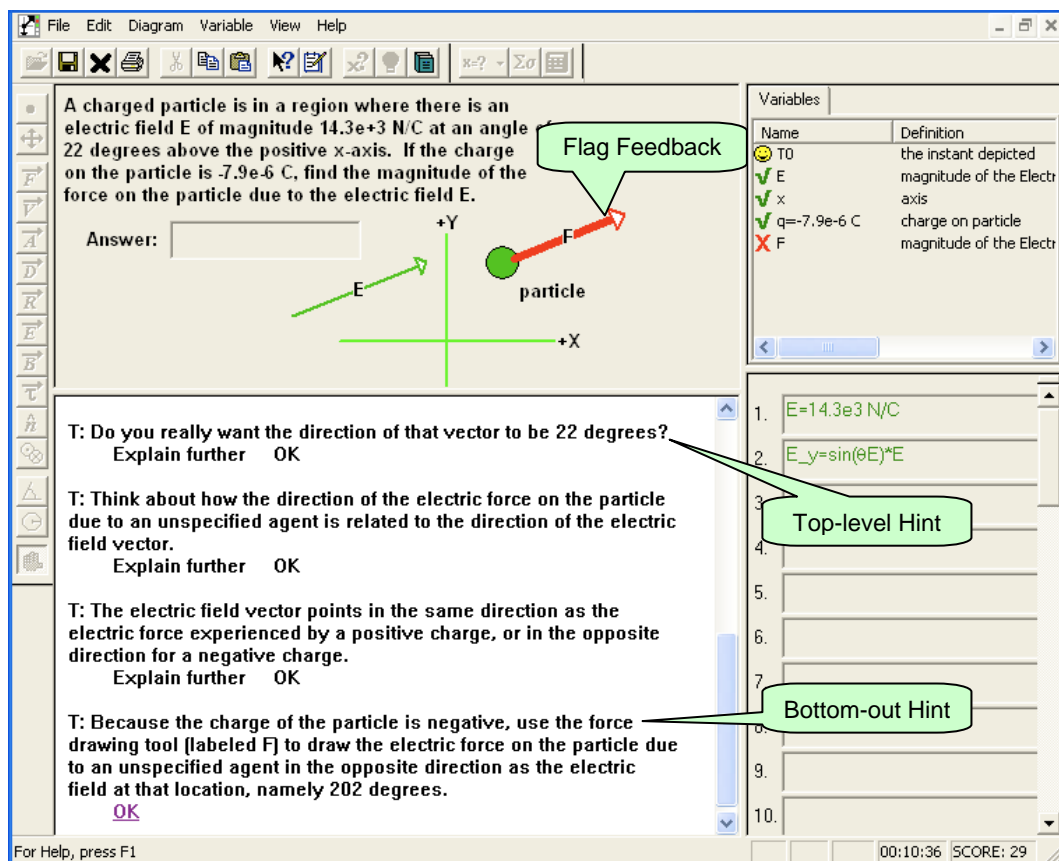 File Edit Diagram Variable View Help
x=? Σσ
A charged particle is in a region where there is an
electric field E of magnitude 14.3e+3 N/C at an angle of
22 degrees above the positive x-axis. If the charge
on the particle is -7.9e-6 C, find the magnitude of the
force on the particle due to the electric field E.
Flag Feedback
Answer:
+Y
F
E
particle
+X
F
V
A
D
R
E
B
τ
n̂
Variables
Name Definition
T0 the instant depicted
E magnitude of the Electr
x axis
q=-7.9e-6 C charge on particle
X F magnitude of the Electr
T: Do you really want the direction of that vector to be 22 degrees?
Explain further OK
T: Think about how the direction of the electric force on the particle
due to an unspecified agent is related to the direction of the electric
field vector.
Explain further OK
T: The electric field vector points in the same direction as the
electric force experienced by a positive charge, or in the opposite
direction for a negative charge.
Explain further OK
T: Because the charge of the particle is negative, use the force
drawing tool (labeled F) to draw the electric force on the particle due
to an unspecified agent in the opposite direction as the electric
field at that location, namely 202 degrees.
OK
1. E=14.3e3 N/C
2. E_y=sin(θE)*E
3.
Top-level Hint
4.
5.
6.
7.
Bottom-out Hint
8.
9.
10.
For Help, press F1
00:10:36 SCORE: 29